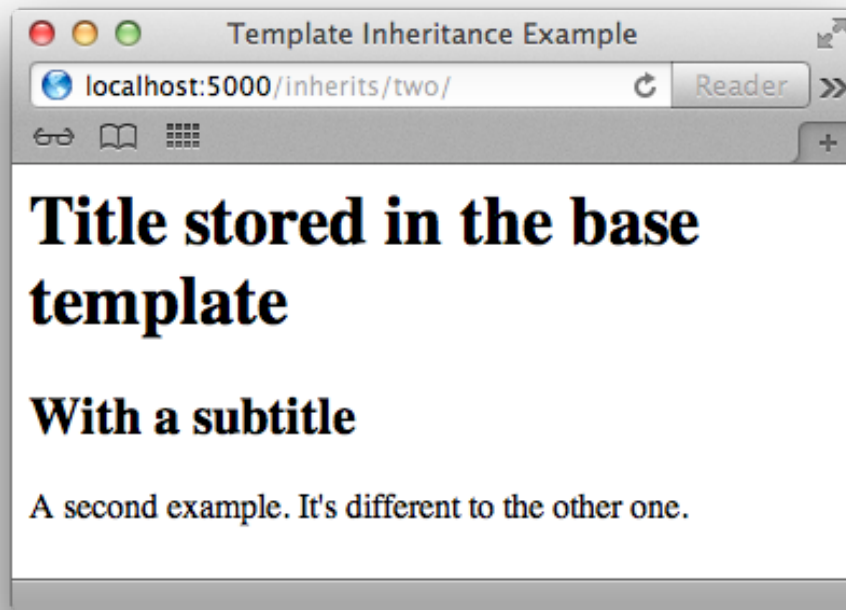 Template Inheritance Example
localhost:5000/inherits/two/
Reader
Title stored in the base
template
With a subtitle
A second example. It's different to the other one.